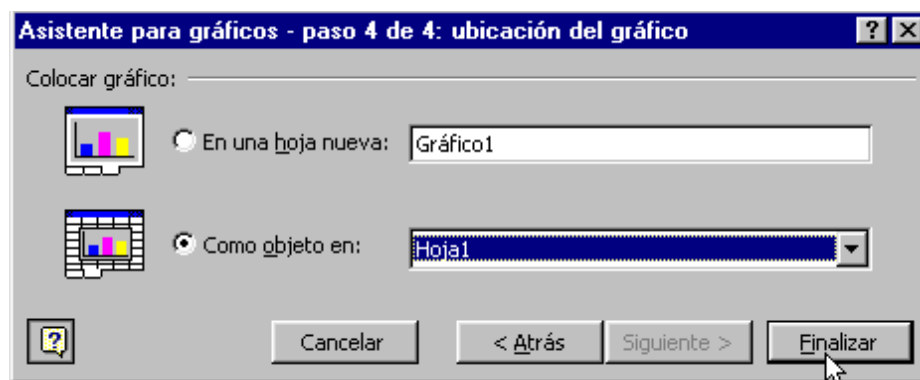 Asistente para gráficos - paso 4 de 4: ubicación del gráfico
Colocar gráfico:
En una hoja nueva: Gráfico1
Como objeto en: Hoja1
Cancelar < Atrás Siguiente > Finalizar